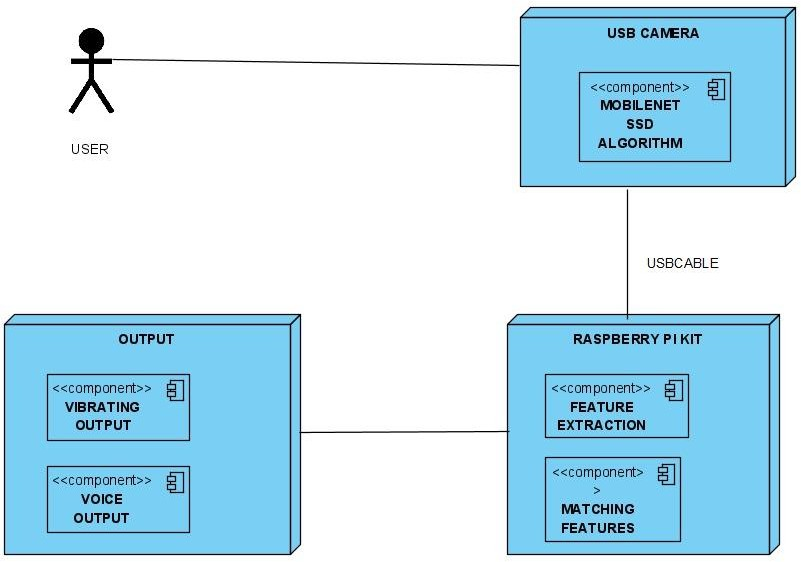 USB CAMERA
<<component>>
MOBILENET
SSD
ALGORITHM
USER
USBCABLE
OUTPUT
<<component>>
VIBRATING
OUTPUT
<<component>>
VOICE
OUTPUT
RASPBERRY PI KIT
<<component>>
FEATURE
EXTRACTION
<<component>
>
MATCHING
FEATURES